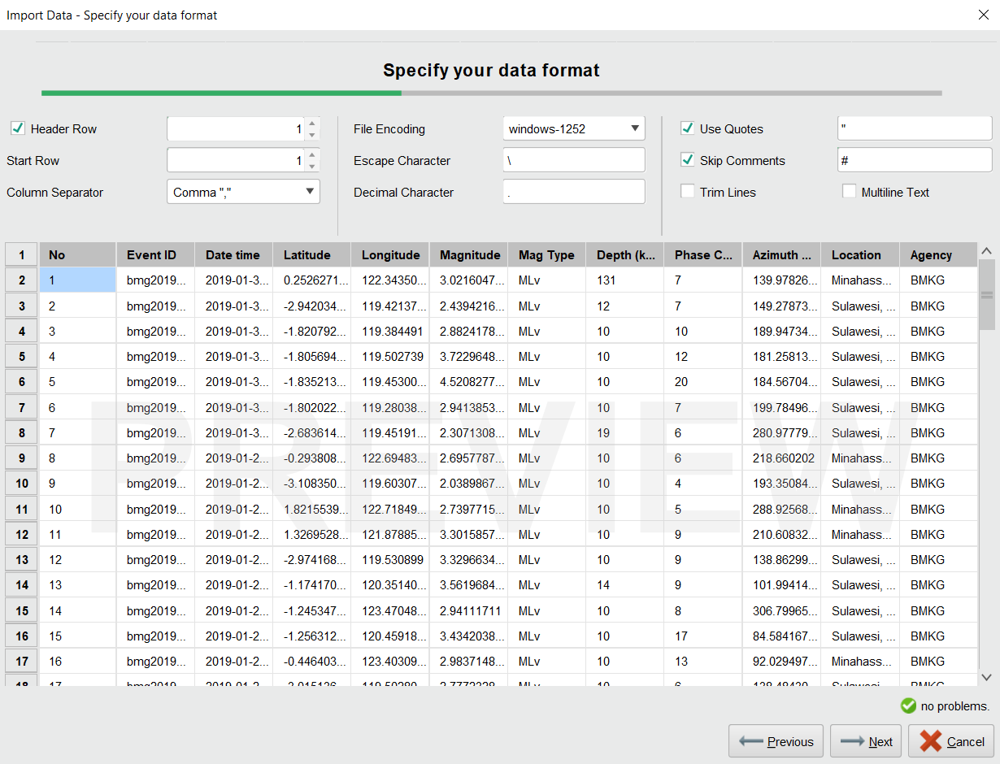 Import Data - Specify your data format
Specify your data format
Header Row 1 File Encoding windows-1252 Use Quotes "
Start Row 1 Escape Character \ Skip Comments #
Column Separator Comma "," Decimal Character . Trim Lines Multiline Text
1 No Event ID Date time Latitude Longitude Magnitude Mag Type Depth (k... Phase C... Azimuth ... Location Agency
2 1 bmg2019... 2019-01-3... 0.2526271... 122.34350... 3.0216047... MLv 131 7 139.97826... Minahass... BMKG
3 2 bmg2019... 2019-01-3... -2.942034... 119.42137... 2.4394216... MLv 12 7 149.27873... Sulawesi, ... BMKG
4 3 bmg2019... 2019-01-3... -1.820792... 119.384491 2.8824178... MLv 10 10 189.94734... Sulawesi, ... BMKG
5 4 bmg2019... 2019-01-3... -1.805694... 119.502739 3.7229648... MLv 10 12 181.25813... Sulawesi, ... BMKG
6 5 bmg2019... 2019-01-3... -1.835213... 119.45300... 4.5208277... MLv 10 20 184.56704... Sulawesi, ... BMKG
7 6 bmg2019... 2019-01-3... -1.802022... 119.28038... 2.9413853... MLv 10 7 199.78496... Sulawesi, ... BMKG
8 7 bmg2019... 2019-01-3... -2.683614... 119.45191... 2.3071308... MLv 19 6 280.97779... Sulawesi, ... BMKG
9 8 bmg2019... 2019-01-2... -0.293808... 122.69483... 2.6957787... MLv 10 6 218.660202 Minahass... BMKG
10 9 bmg2019... 2019-01-2... -3.108350... 119.60307... 2.0389867... MLv 10 4 193.35084... Sulawesi, ... BMKG
11 10 bmg2019... 2019-01-2... 1.8215539... 122.71849... 2.7397715... MLv 10 5 288.92568... Minahass... BMKG
12 11 bmg2019... 2019-01-2... 1.3269528... 121.87885... 3.3015857... MLv 10 9 210.60832... Minahass... BMKG
13 12 bmg2019... 2019-01-2... -2.974168... 119.530899 3.3296634... MLv 10 9 138.86299... Sulawesi, ... BMKG
14 13 bmg2019... 2019-01-2... -1.174170... 120.35140... 3.5619684... MLv 14 9 101.99414... Sulawesi, ... BMKG
15 14 bmg2019... 2019-01-2... -1.245347... 123.47048... 2.94111711 MLv 10 8 306.79965... Sulawesi, ... BMKG
16 15 bmg2019... 2019-01-2... -1.256312... 120.45918... 3.4342038... MLv 10 17 84.584167... Sulawesi, ... BMKG
17 16 bmg2019... 2019-01-2... -0.446403... 123.40309... 2.9837148... MLv 10 13 92.029497... Minahass... BMKG
PREVIEW
no problems.
Previous Next Cancel